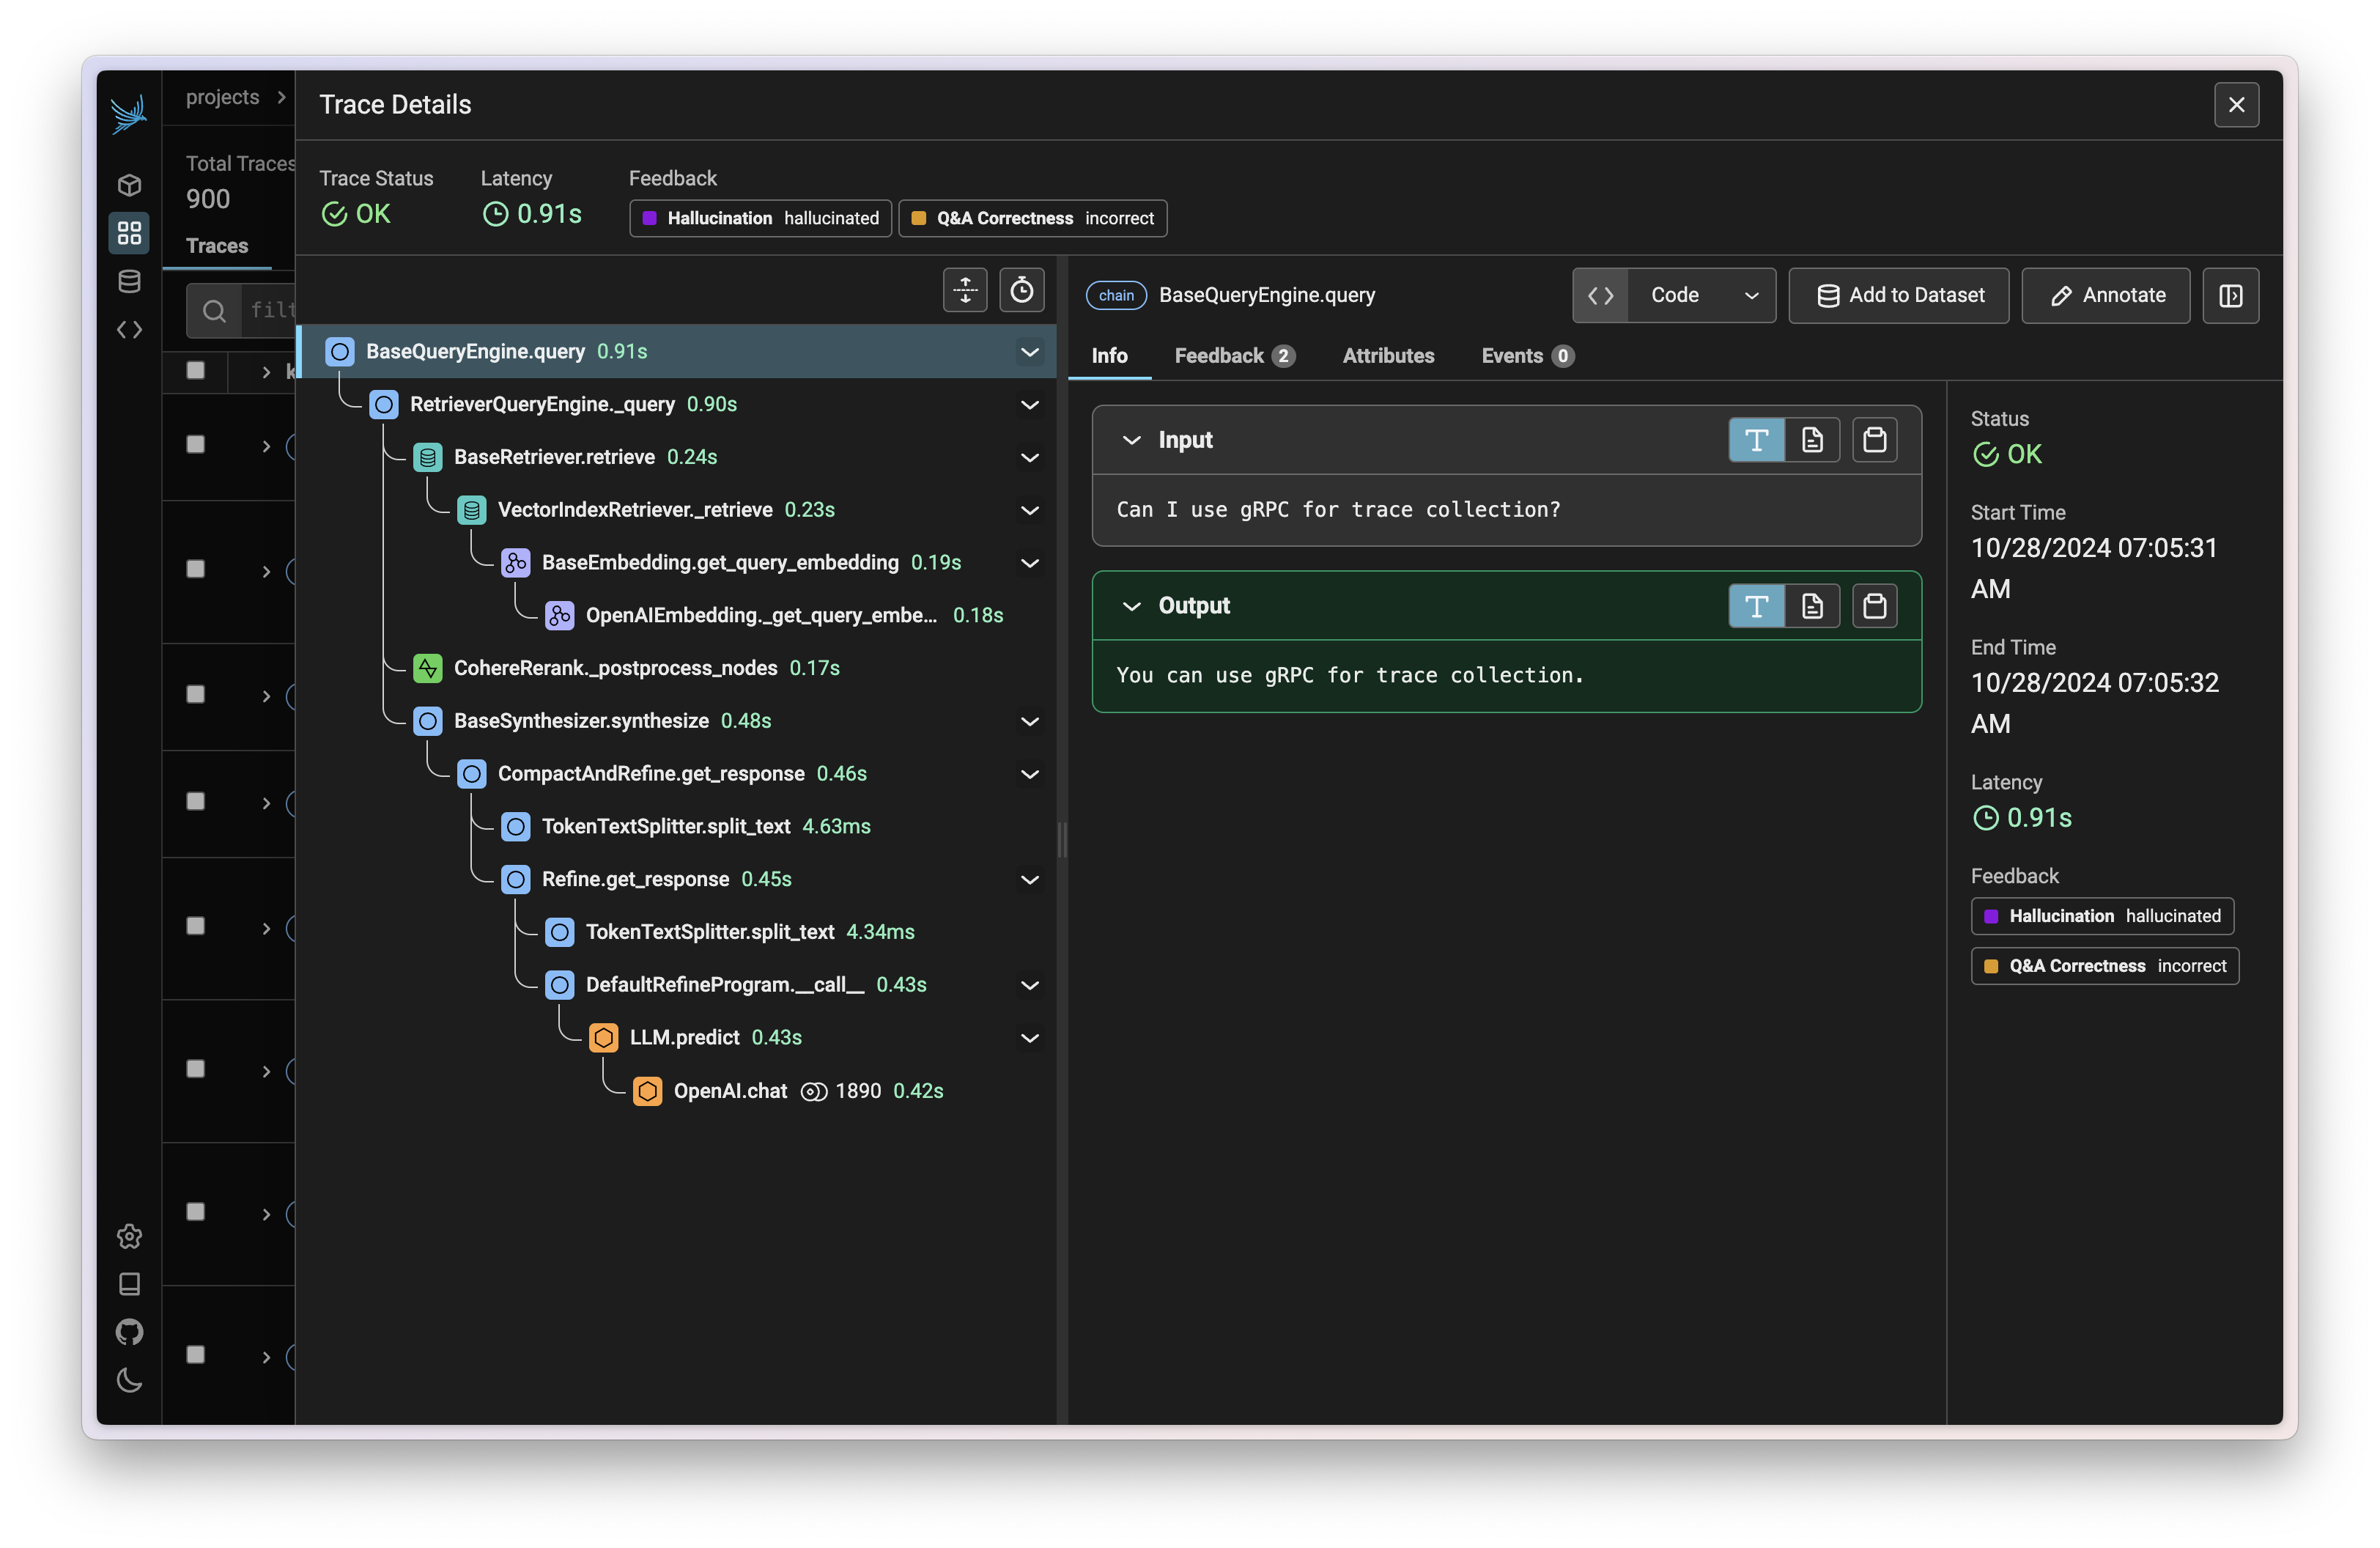 projects
Total Traces
900
Traces
filt
k
Trace Details
Trace Status
OK
Latency
0.91s
Feedback
Hallucination hallucinated
Q&A Correctness incorrect
BaseQueryEngine.query 0.91s
RetrieverQueryEngine._query 0.90s
BaseRetriever.retrieve 0.24s
VectorIndexRetriever._retrieve 0.23s
BaseEmbedding.get_query_embedding 0.19s
OpenAIEmbedding._get_query_embe... 0.18s
CohereRerank._postprocess_nodes 0.17s
BaseSynthesizer.synthesize 0.48s
CompactAndRefine.get_response 0.46s
TokenTextSplitter.split_text 4.63ms
Refine.get_response 0.45s
TokenTextSplitter.split_text 4.34ms
DefaultRefineProgram.__call__ 0.43s
LLM.predict 0.43s
OpenAI.chat 1890 0.42s
chain BaseQueryEngine.query
Code
Add to Dataset
Annotate
Info
Feedback 2
Attributes
Events 0
Input
Can I use gRPC for trace collection?
Output
You can use gRPC for trace collection.
Status
OK
Start Time
10/28/2024 07:05:31
AM
End Time
10/28/2024 07:05:32
AM
Latency
0.91s
Feedback
Hallucination hallucinated
Q&A Correctness incorrect